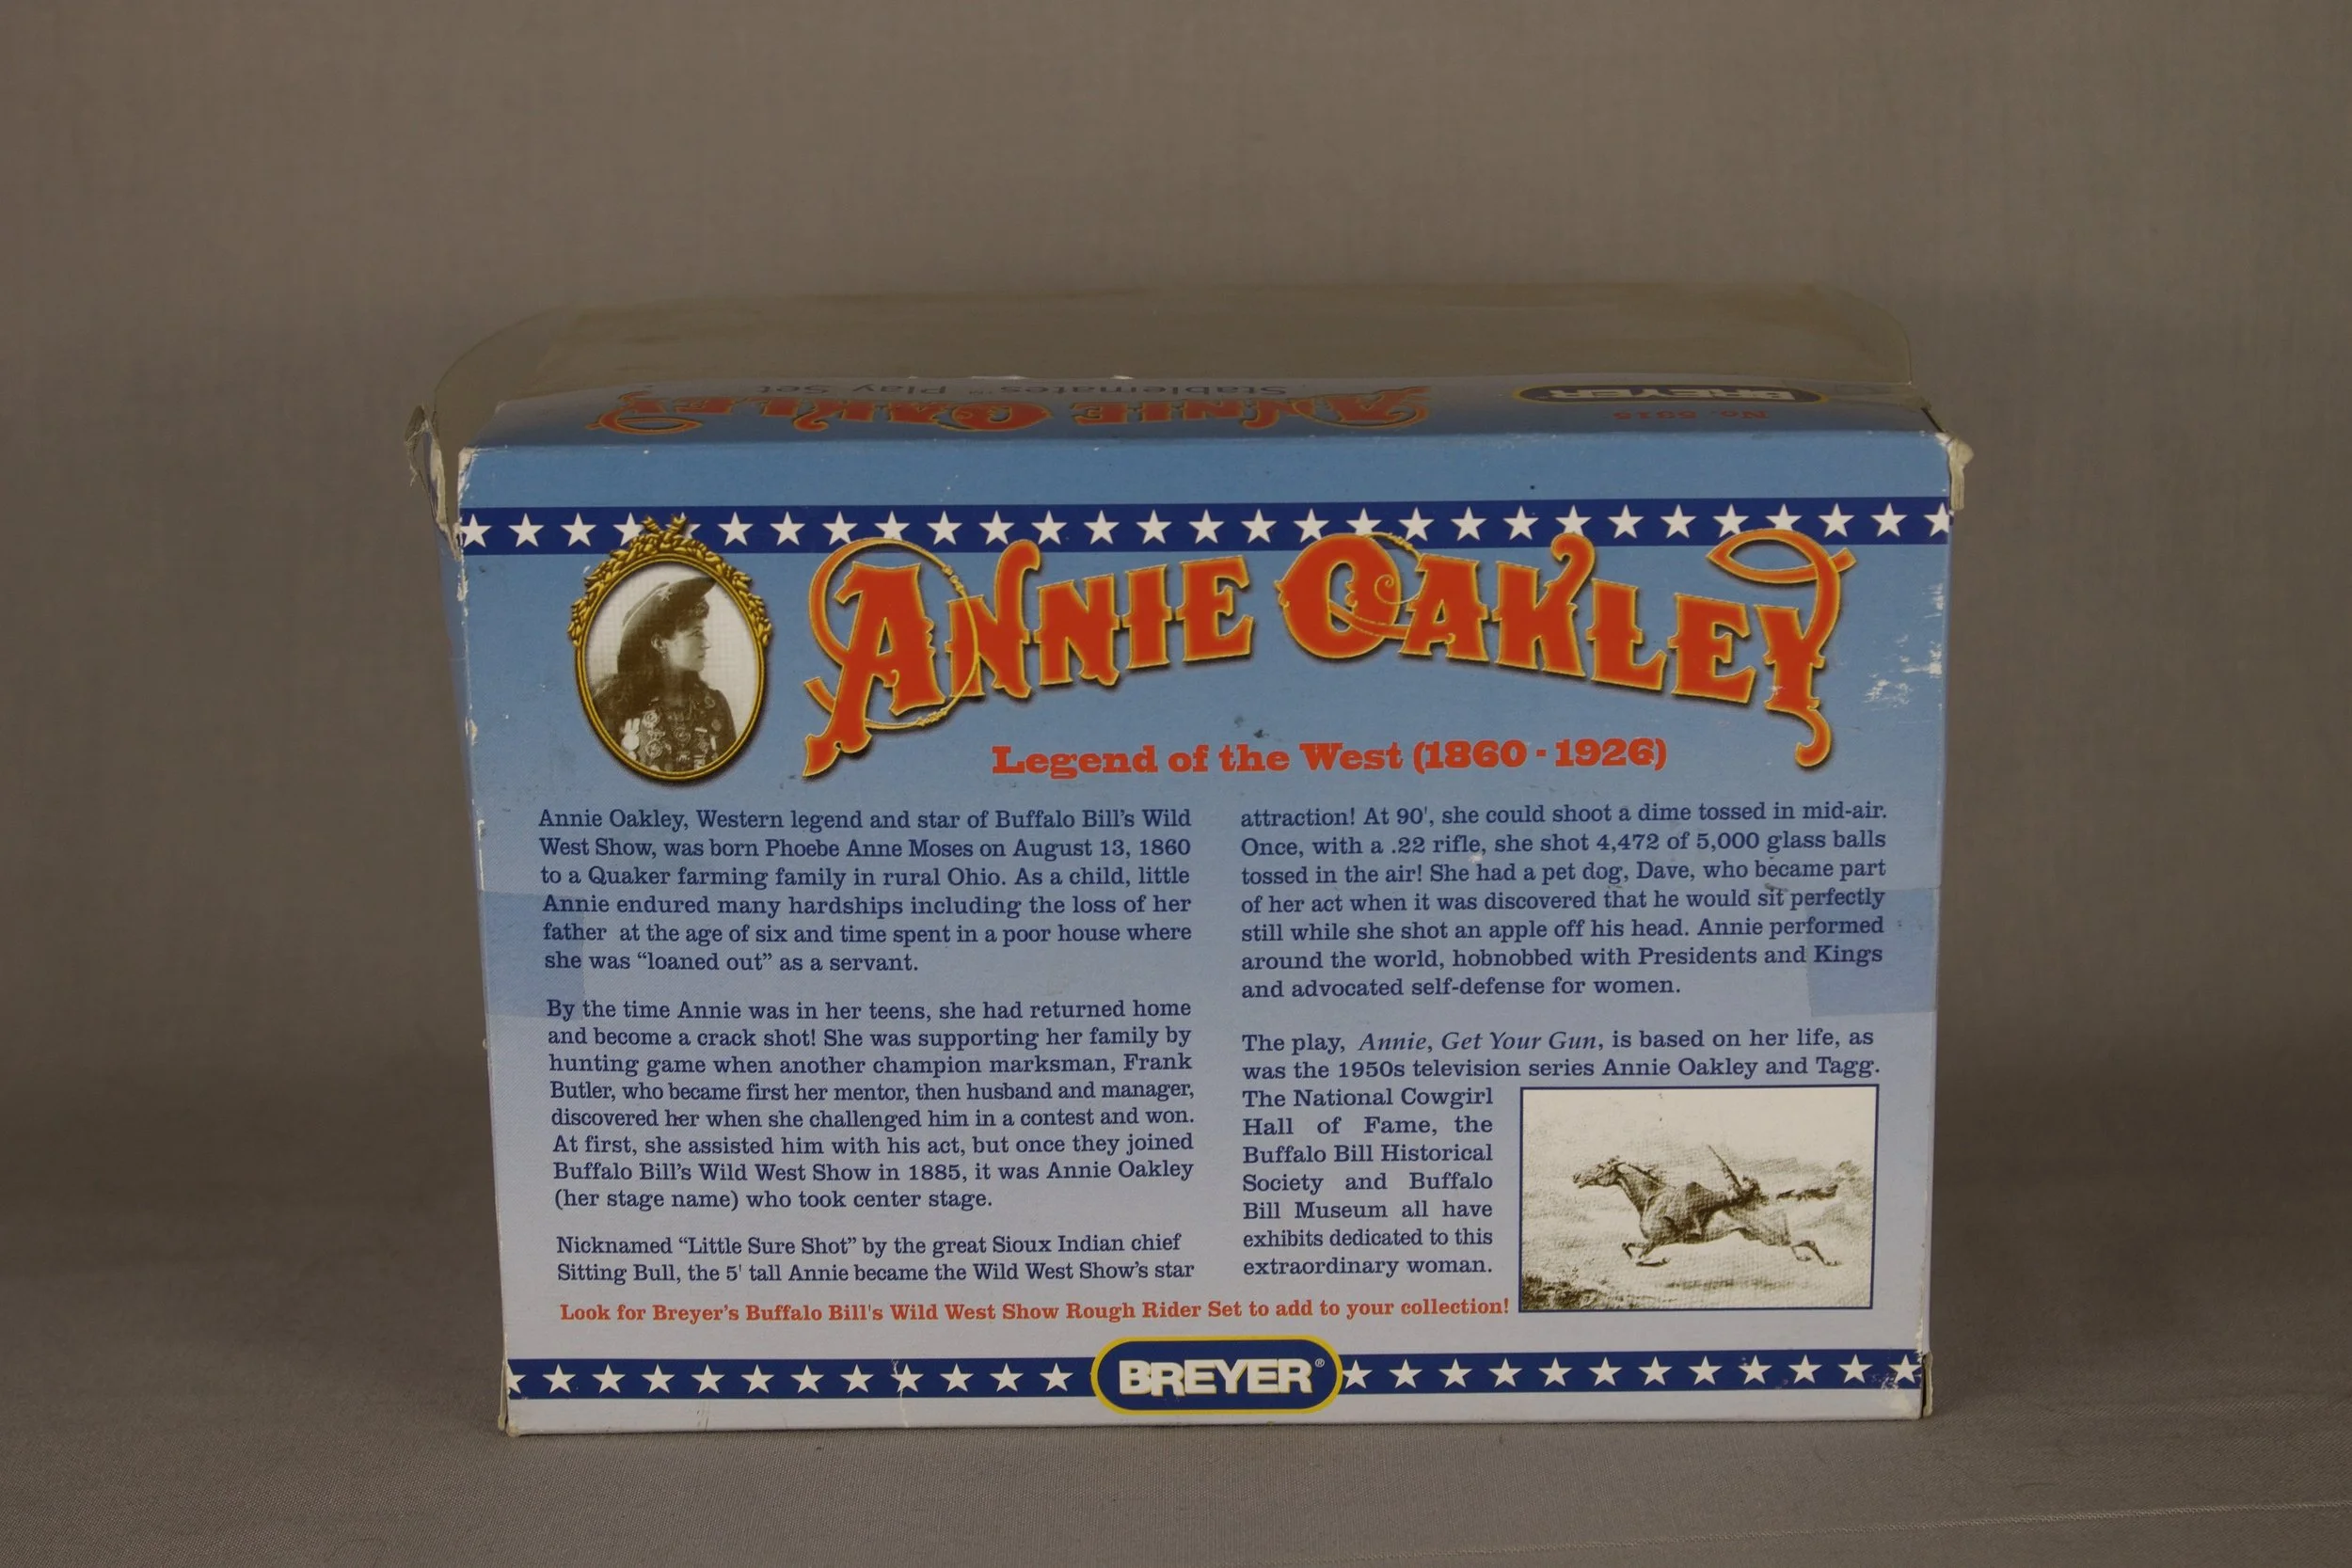 Stablemates™ Play Set
ANNIE OAKLEY
BREYER
ANNIE OAKLEY
Legend of the West (1860 - 1926)
Annie Oakley, Western legend and star of Buffalo Bill's Wild
West Show, was born Phoebe Anne Moses on August 13, 1860
to a Quaker farming family in rural Ohio. As a child, little
Annie endured many hardships including the loss of her
father at the age of six and time spent in a poor house where
she was “loaned out” as a servant.
By the time Annie was in her teens, she had returned home
and become a crack shot! She was supporting her family by
hunting game when another champion marksman, Frank
Butler, who became first her mentor, then husband and manager,
discovered her when she challenged him in a contest and won.
At first, she assisted him with his act, but once they joined
Buffalo Bill's Wild West Show in 1885, it was Annie Oakley
(her stage name) who took center stage.
Nicknamed “Little Sure Shot” by the great Sioux Indian chief
Sitting Bull, the 5' tall Annie became the Wild West Show's star
attraction! At 90', she could shoot a dime tossed in mid-air.
Once, with a .22 rifle, she shot 4,472 of 5,000 glass balls
tossed in the air! She had a pet dog, Dave, who became part
of her act when it was discovered that he would sit perfectly
still while she shot an apple off his head. Annie performed
around the world, hobnobbed with Presidents and Kings
and advocated self-defense for women.
The play, Annie, Get Your Gun, is based on her life, as
was the 1950s television series Annie Oakley and Tagg.
The National Cowgirl
Hall of Fame, the
Buffalo Bill Historical
Society and Buffalo
Bill Museum all have
exhibits dedicated to this
extraordinary woman.
Look for Breyer's Buffalo Bill's Wild West Show Rough Rider Set to add to your collection!
BREYER®